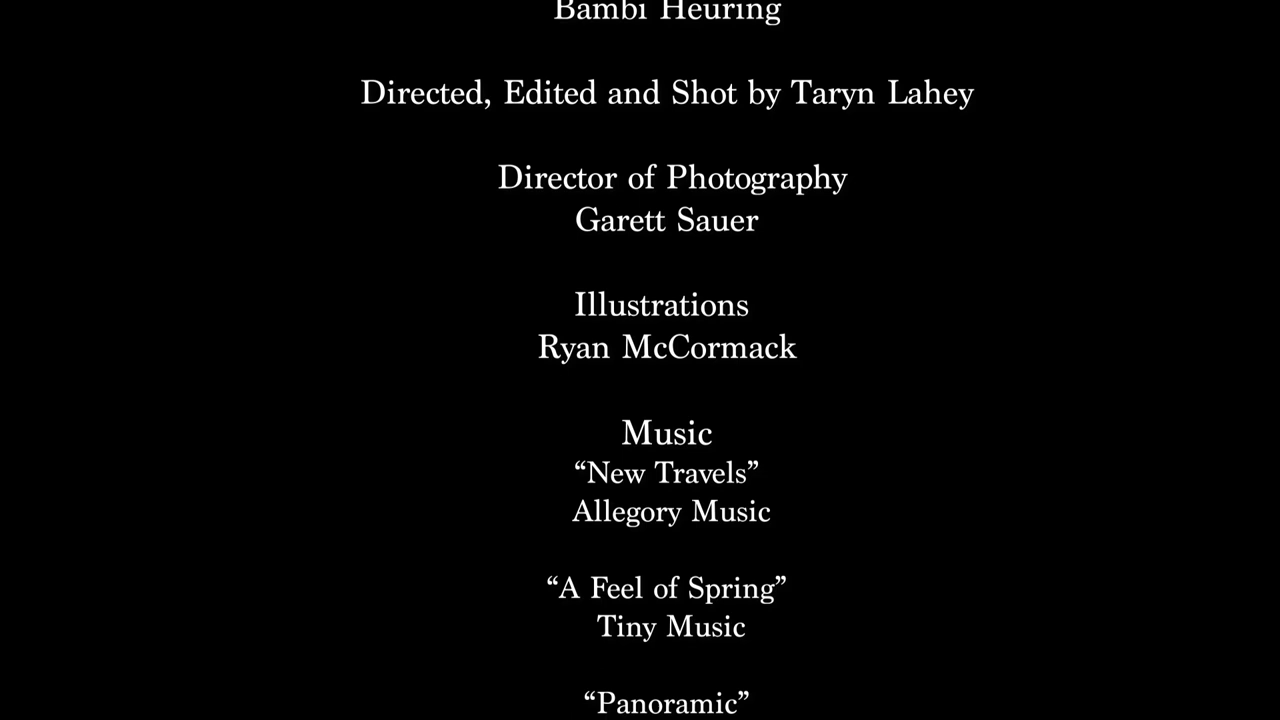 Bambi Heuring
Directed, Edited and Shot by Taryn Lahey
Director of Photography
Garett Sauer
Illustrations
Ryan McCormack
Music
“New Travels”
Allegory Music
“A Feel of Spring”
Tiny Music
“Panoramic”